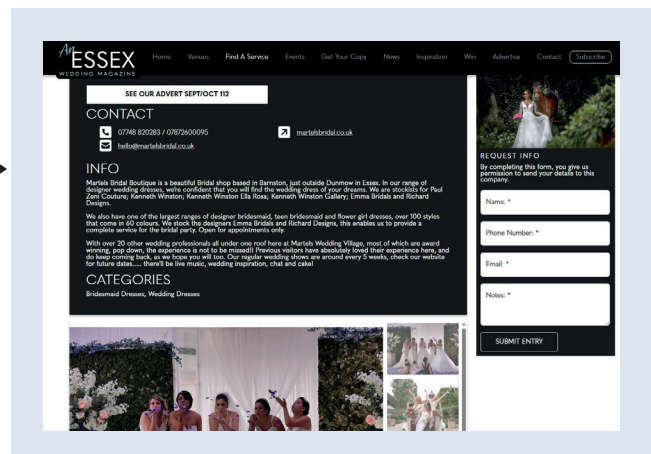 An
ESSEX
WEDDING MAGAZINE
Home Venues Find A Service Events Get Your Copy News Inspiration Win Advertise Contact Subscribe
SEE OUR ADVERT SEPT/OCT 112
CONTACT
07748 820283 / 07872600095
martelsbridal.co.uk
hello@martelsbridal.co.uk
INFO
Martels Bridal Boutique is a beautiful Bridal shop based in Barnston, just outside Dunmow in Essex. In our range of
designer wedding dresses, we're confident that you will find the wedding dress of your dreams. We are stockists for Paul
Zeni Couture; Kenneth Winston; Kenneth Winston Ella Rosa; Kenneth Winston Gallery; Emma Bridals and Richard
Designs.
We also have one of the largest ranges of designer bridesmaid, teen bridesmaid and flower girl dresses, over 100 styles
that come in 60 colours. We stock the designers Emma Bridals and Richard Designs, this enables us to provide a
complete service for the bridal party. Open for appointments only.
With over 20 other wedding professionals all under one roof here at Martels Wedding Village, most of which are award
winning, pop down, the experience is not to be missed!! Previous visitors have absolutely loved their experience here, and
do keep coming back, as we hope you will too. Our regular wedding shows are around every 5 weeks, check our website
for future dates..... there'll be live music, wedding inspiration, chat and cake!
CATEGORIES
Bridesmaid Dresses, Wedding Dresses
REQUEST INFO
By completing this form, you give us
permission to send your details to this
company.
Name: *
Phone Number: *
Email: *
Notes: *
SUBMIT ENTRY